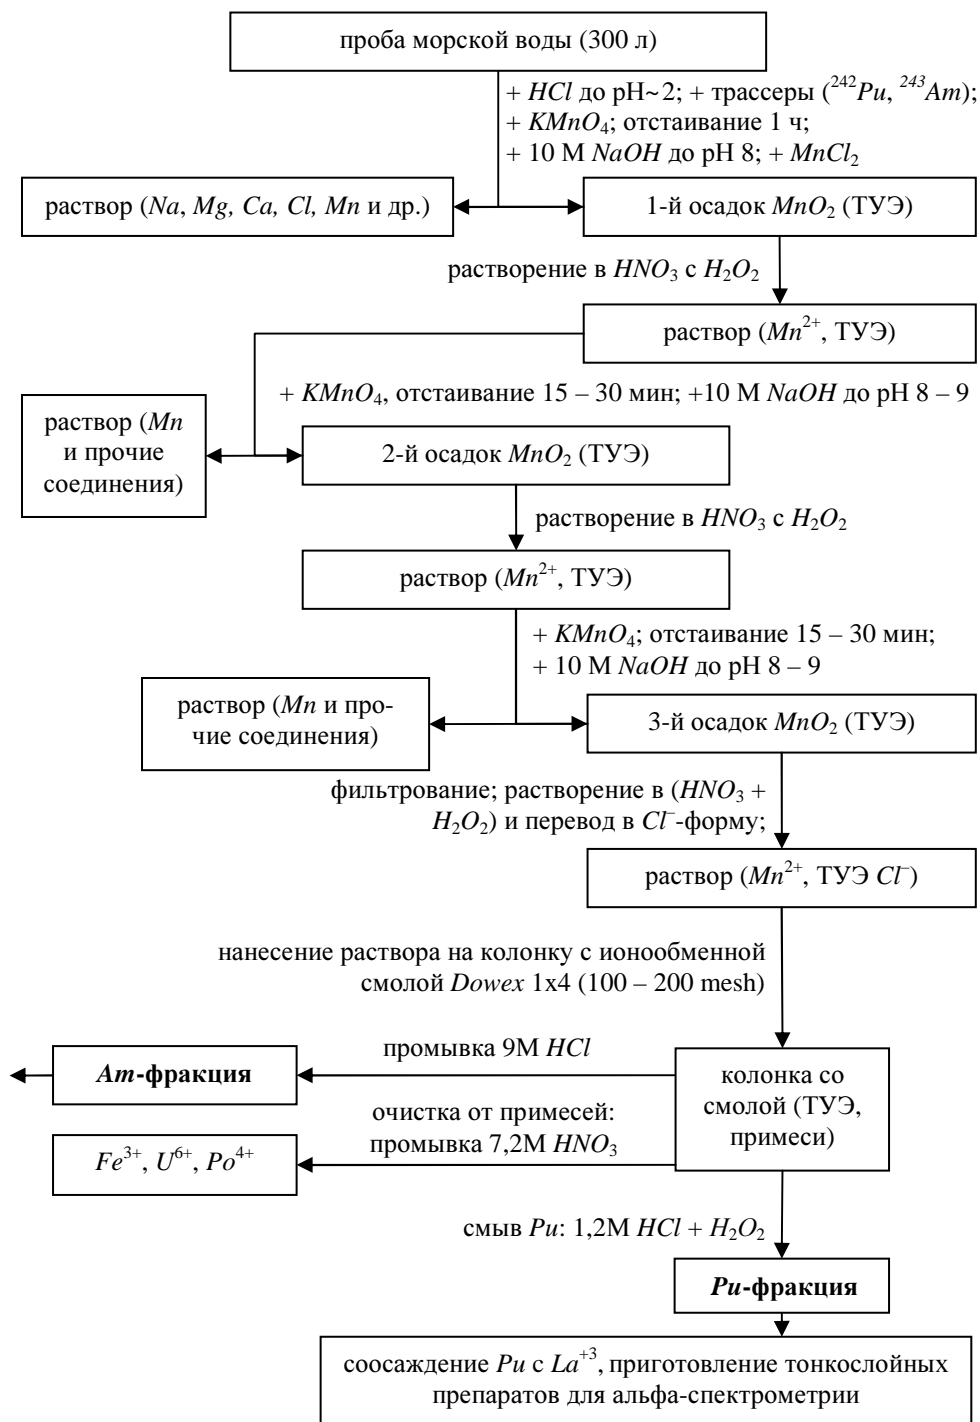 проба морской воды (300 л)
+ HCl до pH~2; + трассеры (²⁴²Pu, ²⁴³Am);
+ KMnO₄; отстаивание 1 ч;
+ 10 М NaOH до pH 8; + MnCl₂
раствор (Na, Mg, Ca, Cl, Mn и др.)
1-й осадок MnO₂ (ТУЭ)
растворение в HNO₃ с H₂O₂
раствор (Mn²⁺, ТУЭ)
+ KMnO₄, отстаивание 15 – 30 мин; +10 М NaOH до pH 8 – 9
раствор (Mn
и прочие
соединения)
2-й осадок MnO₂ (ТУЭ)
растворение в HNO₃ с H₂O₂
раствор (Mn²⁺, ТУЭ)
+ KMnO₄; отстаивание 15 – 30 мин;
+ 10 М NaOH до pH 8 – 9
раствор (Mn и про-
чие соединения)
3-й осадок MnO₂ (ТУЭ)
фильтрование; растворение в (HNO₃ +
H₂O₂) и перевод в Cl⁻-форму;
раствор (Mn²⁺, ТУЭ Cl⁻)
нанесение раствора на колонку с ионообменной
смолой Dowex 1x4 (100 – 200 mesh)
промывка 9М HCl
Am-фракция
колонка со
смолой (ТУЭ,
примеси)
очистка от примесей:
промывка 7,2М HNO₃
Fe³⁺, U⁶⁺, Po⁴⁺
смыв Pu: 1,2М HCl + H₂O₂
Pu-фракция
соосаждение Pu с La⁺³, приготовление тонкослойных
препаратов для альфа-спектрометрии